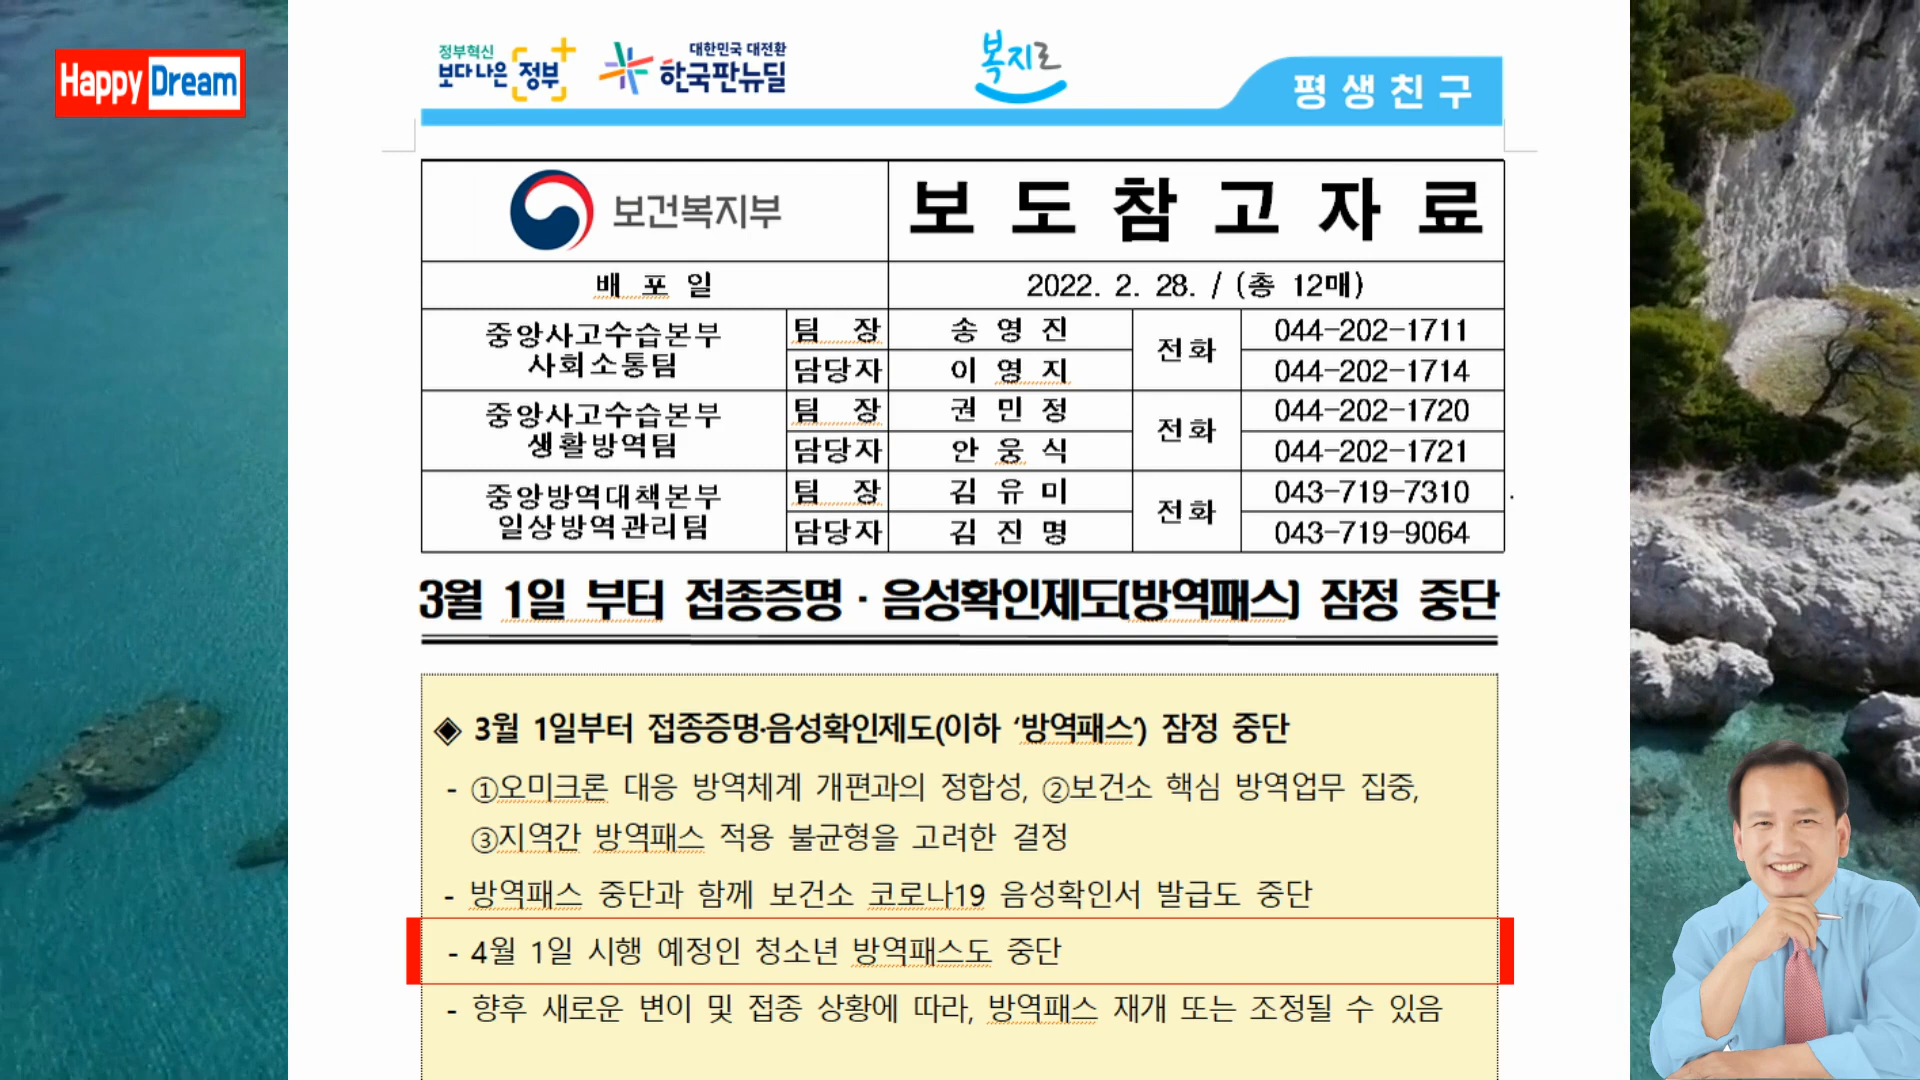 Happy Dream
정부혁신
보다나은 정부
대한민국 대전환
한국판뉴딜
복지로
평생친구
보건복지부
보 도 참 고 자 료
배 포 일
2022. 2. 28. / (총 12매)
중앙사고수습본부
사회소통팀
팀 장
송 영 진
전화
044-202-1711
담당자
이 영 지
044-202-1714
중앙사고수습본부
생활방역팀
팀 장
권 민 정
전화
044-202-1720
담당자
안 웅 식
044-202-1721
중앙방역대책본부
일상방역관리팀
팀 장
김 유 미
전화
043-719-7310
담당자
김 진 명
043-719-9064
3월 1일 부터 접종증명·음성확인제도(방역패스) 잠정 중단
◈ 3월 1일부터 접종증명·음성확인제도(이하 ‘방역패스’) 잠정 중단
- ①오미크론 대응 방역체계 개편과의 정합성, ②보건소 핵심 방역업무 집중,
③지역간 방역패스 적용 불균형을 고려한 결정
- 방역패스 중단과 함께 보건소 코로나19 음성확인서 발급도 중단
- 4월 1일 시행 예정인 청소년 방역패스도 중단
- 향후 새로운 변이 및 접종 상황에 따라, 방역패스 재개 또는 조정될 수 있음